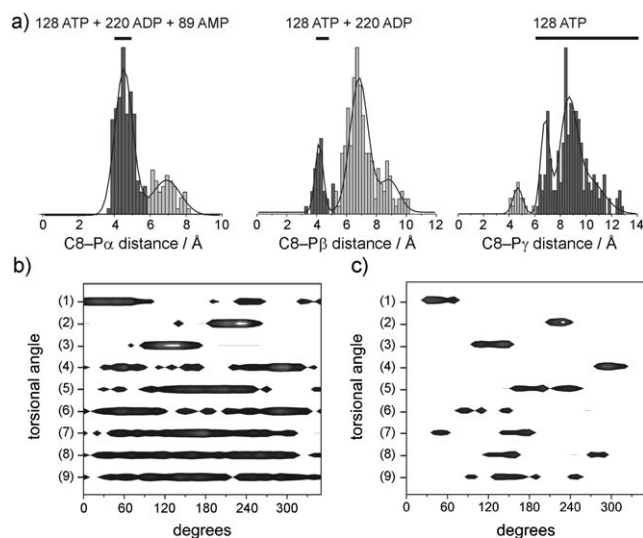 a) 128 ATP + 220 ADP + 89 AMP 128 ATP + 220 ADP 128 ATP
0 2 4 6 8 10 0 2 4 6 8 10 12 0 2 4 6 8 10 12 14
C8–Pα distance / Å C8–Pβ distance / Å C8–Pγ distance / Å
b) c)
torsional angle torsional angle
(1) (1)
(2) (2)
(3) (3)
(4) (4)
(5) (5)
(6) (6)
(7) (7)
(8) (8)
(9) (9)
0 60 120 180 240 300 0 60 120 180 240 300
degrees degrees